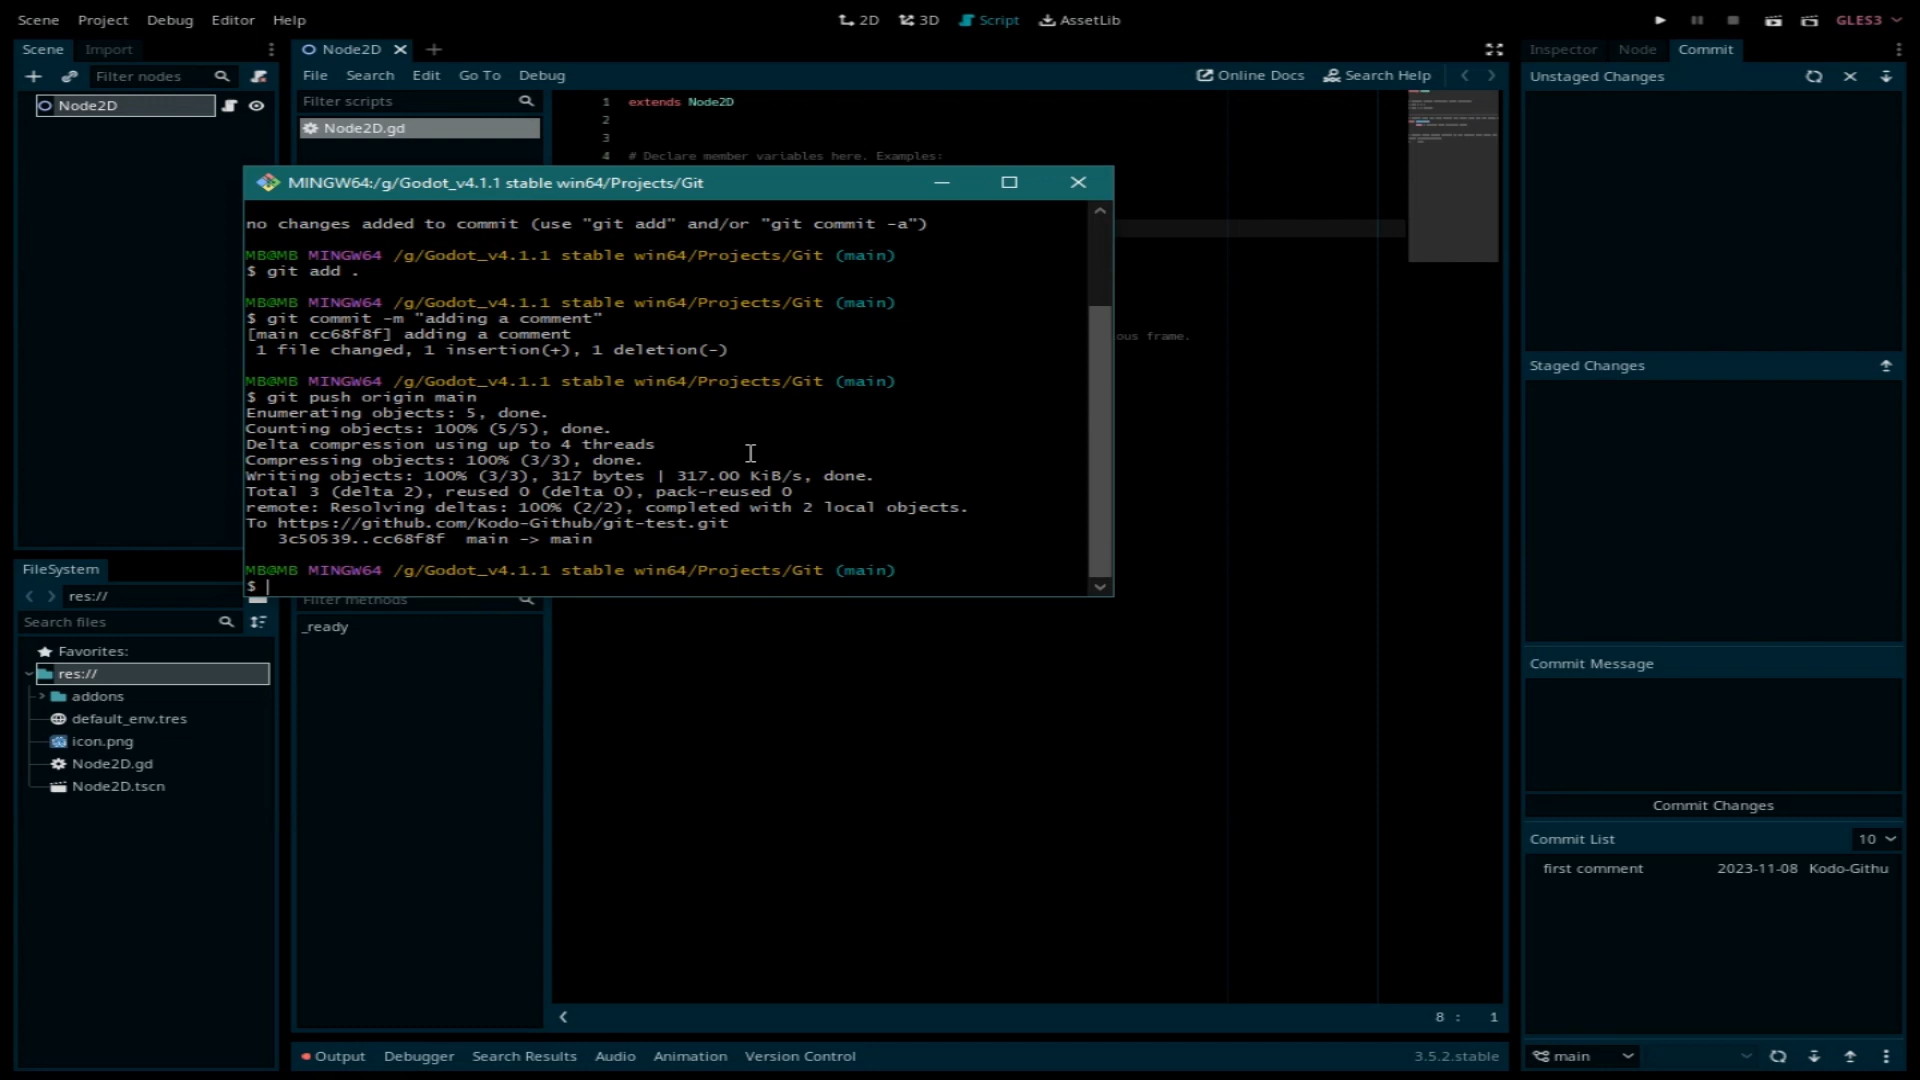 Scene Project Debug Editor Help
2D 3D Script AssetLib
GLES3
Scene Import
Filter nodes
Node2D
Node2D
File Search Edit Go To Debug
Online Docs Search Help
Filter scripts
Node2D.gd
1 extends Node2D
2
3
4 # Declare member variables here. Examples:
ous frame.
MINGW64:/g/Godot_v4.1.1 stable win64/Projects/Git
no changes added to commit (use "git add" and/or "git commit -a")
MB@MB MINGW64 /g/Godot_v4.1.1 stable win64/Projects/Git (main)
$ git add .
MB@MB MINGW64 /g/Godot_v4.1.1 stable win64/Projects/Git (main)
$ git commit -m "adding a comment"
[main cc68f8f] adding a comment
1 file changed, 1 insertion(+), 1 deletion(-)
MB@MB MINGW64 /g/Godot_v4.1.1 stable win64/Projects/Git (main)
$ git push origin main
Enumerating objects: 5, done.
Counting objects: 100% (5/5), done.
Delta compression using up to 4 threads
Compressing objects: 100% (3/3), done.
Writing objects: 100% (3/3), 317 bytes | 317.00 KiB/s, done.
Total 3 (delta 2), reused 0 (delta 0), pack-reused 0
remote: Resolving deltas: 100% (2/2), completed with 2 local objects.
To https://github.com/Kodo-Github/git-test.git
3c50539..cc68f8f main -> main
MB@MB MINGW64 /g/Godot_v4.1.1 stable win64/Projects/Git (main)
$
Filter methods
_ready
FileSystem
res://
Search files
Favorites:
res://
addons
default_env.tres
icon.png
Node2D.gd
Node2D.tscn
8 : 1
Output Debugger Search Results Audio Animation Version Control
3.5.2.stable
Inspector Node Commit
Unstaged Changes
Staged Changes
Commit Message
Commit Changes
Commit List 10
first comment 2023-11-08 Kodo-Githu
main